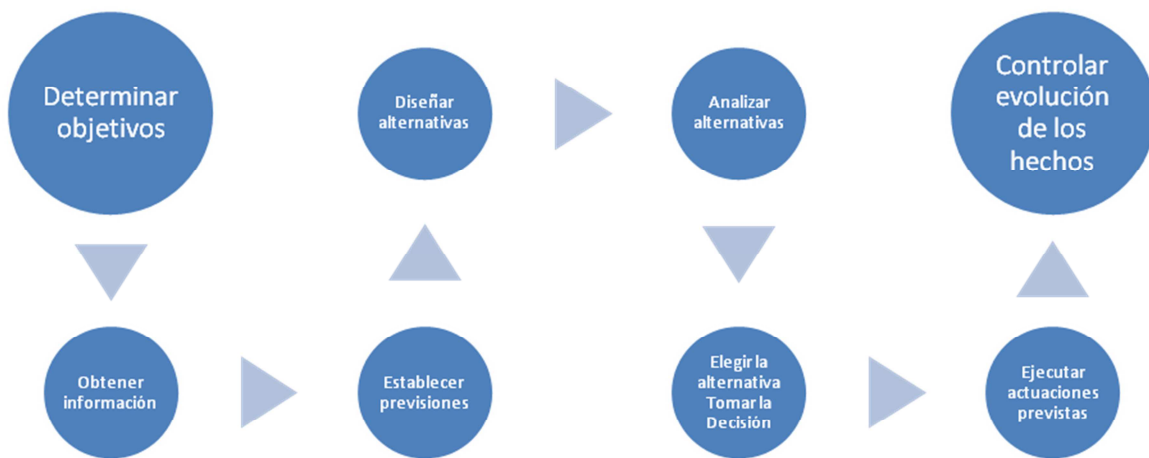 Determinar
objetivos
Obtener
información
Establecer
previsiones
Diseñar
alternativas
Analizar
alternativas
Elegir la
alternativa
Tomar la
Decisión
Ejecutar
actuaciones
previstas
Controlar
evolución
de los
hechos